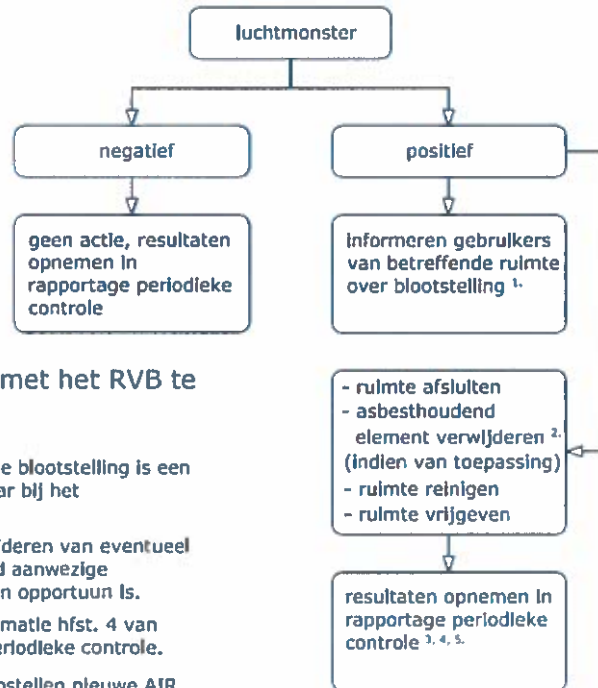 luchtmonster
negatief
positief
geen actie, resultaten
opnemen in
rapportage periodieke
controle
informeren gebruikers
van betreffende ruimte
over blootstelling 1.
met het RVB te
e blootstelling is een
ar bij het
deren van eventueel
d aanwezige
n opportuun is.
matie hfst. 4 van
eriodieke controle.
pstellen nieuwe AIR
- ruimte afsluiten
- asbesthoudend
element verwijderen 2.
(indien van toepassing)
- ruimte reinigen
- ruimte vrijgeven
resultaten opnemen in
rapportage periodieke
controle 3, 4, 5.